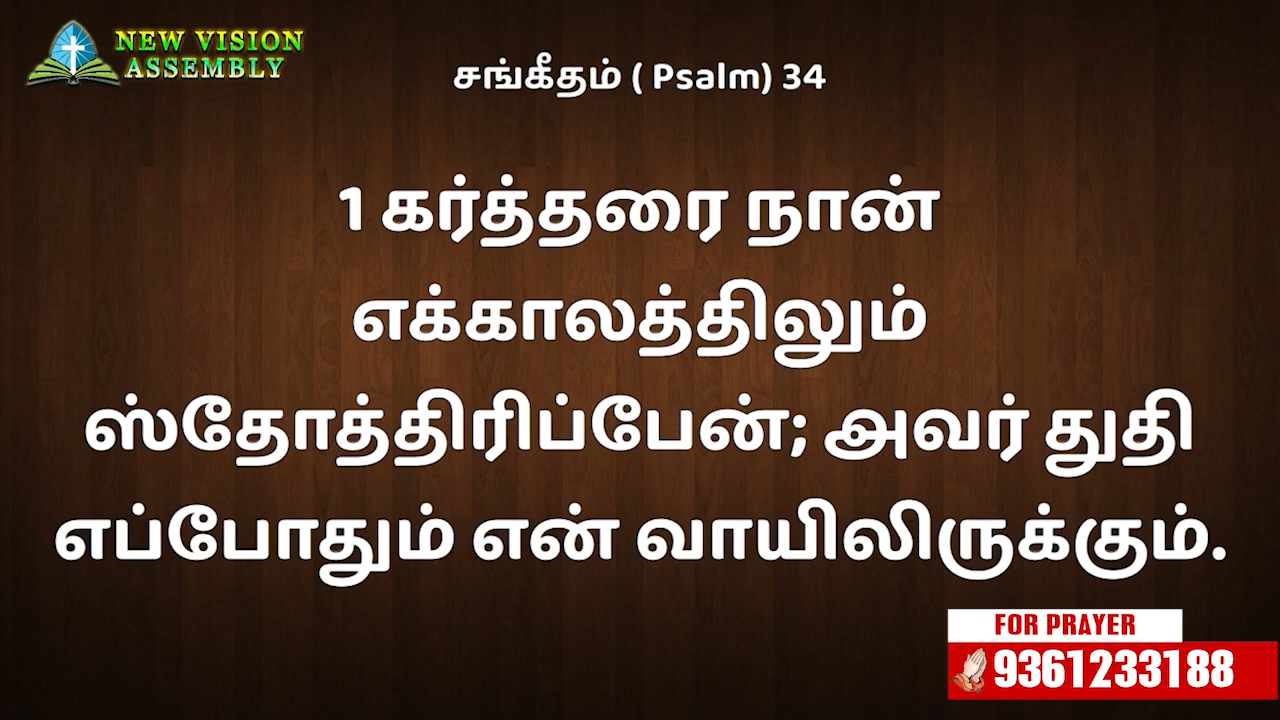 NEW VISION
ASSEMBLY
சங்கீதம் ( Psalm) 34
1 கர்த்தரை நான்
எக்காலத்திலும்
ஸ்தோத்திரிப்பேன்; அவர் துதி
எப்போதும் என் வாயிலிருக்கும்.
FOR PRAYER
9361233188